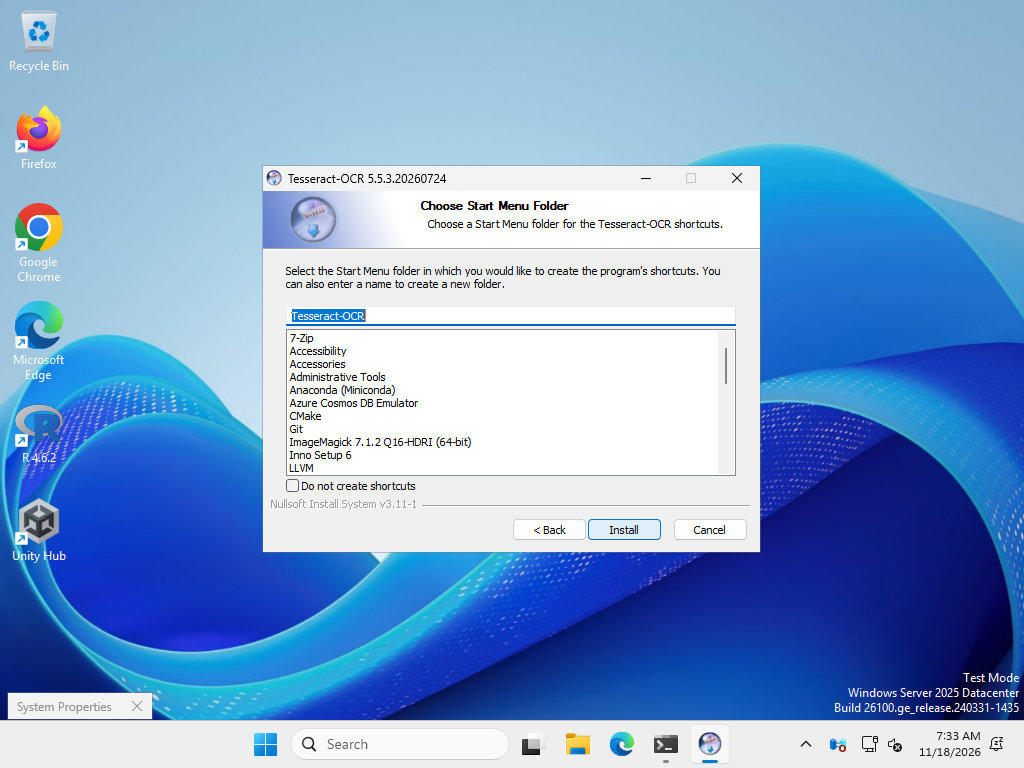 Recycle Bin
Firefox
Google
Chrome
Microsoft
Edge
R 4.6.2
Unity Hub
Tesseract-OCR 5.5.3.20260724
Choose Start Menu Folder
Choose a Start Menu folder for the Tesseract-OCR shortcuts.
Select the Start Menu folder in which you would like to create the program's shortcuts. You
can also enter a name to create a new folder.
Tesseract-OCR
7-Zip
Accessibility
Accessories
Administrative Tools
Anaconda (Miniconda)
Azure Cosmos DB Emulator
CMake
Git
ImageMagick 7.1.2 Q16-HDRI (64-bit)
Inno Setup 6
LLVM
Do not create shortcuts
Nullsoft Install System v3.11-1
< Back
Install
Cancel
Test Mode
Windows Server 2025 Datacenter
Build 26100.ge_release.240331-1435
System Properties
Search
7:33 AM
11/18/2026